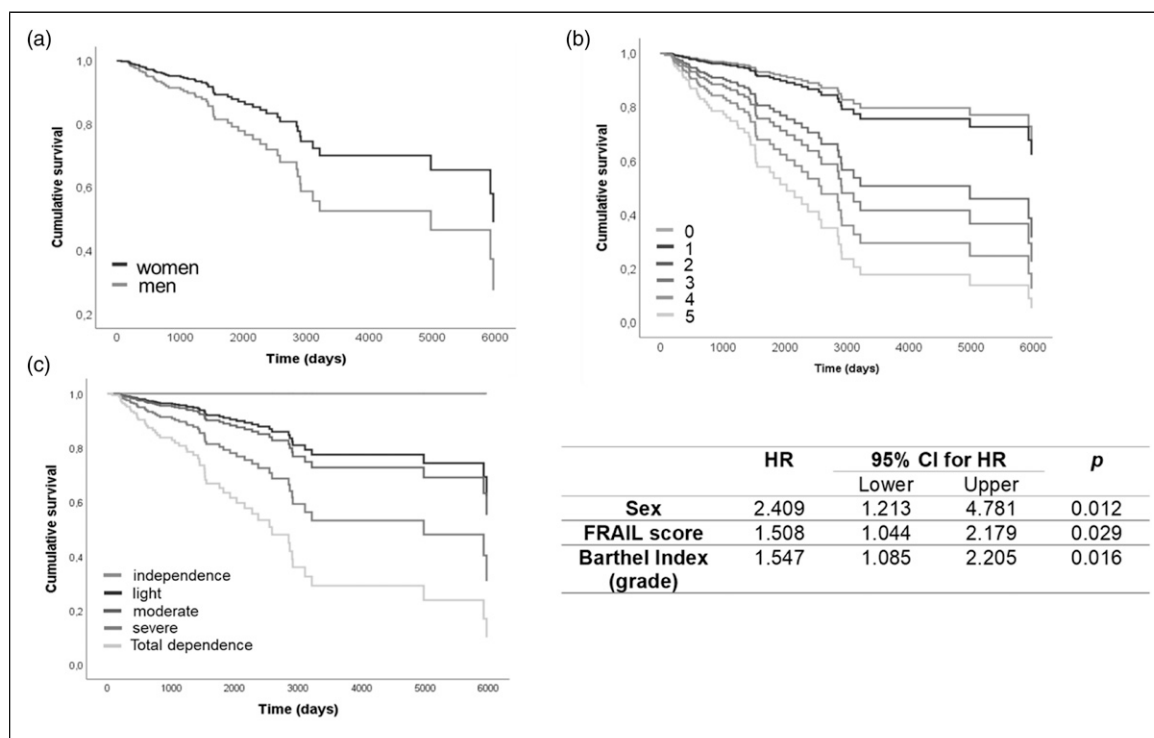 (a)
1,0
0,8
0,6
0,4
0,2
Cumulative survival
women
men
0 1000 2000 3000 4000 5000 6000
Time (days)
(b)
1,0
0,8
0,6
0,4
0,2
0,0
Cumulative survival
0
1
2
3
4
5
0 1000 2000 3000 4000 5000 6000
Time (days)
(c)
1,0
0,8
0,6
0,4
0,2
0,0
Cumulative survival
independence
light
moderate
severe
Total dependence
0 1000 2000 3000 4000 5000 6000
Time (days)
HR 95% CI for HR p
Lower Upper
Sex 2.409 1.213 4.781 0.012
FRAIL score 1.508 1.044 2.179 0.029
Barthel Index 1.547 1.085 2.205 0.016
(grade)